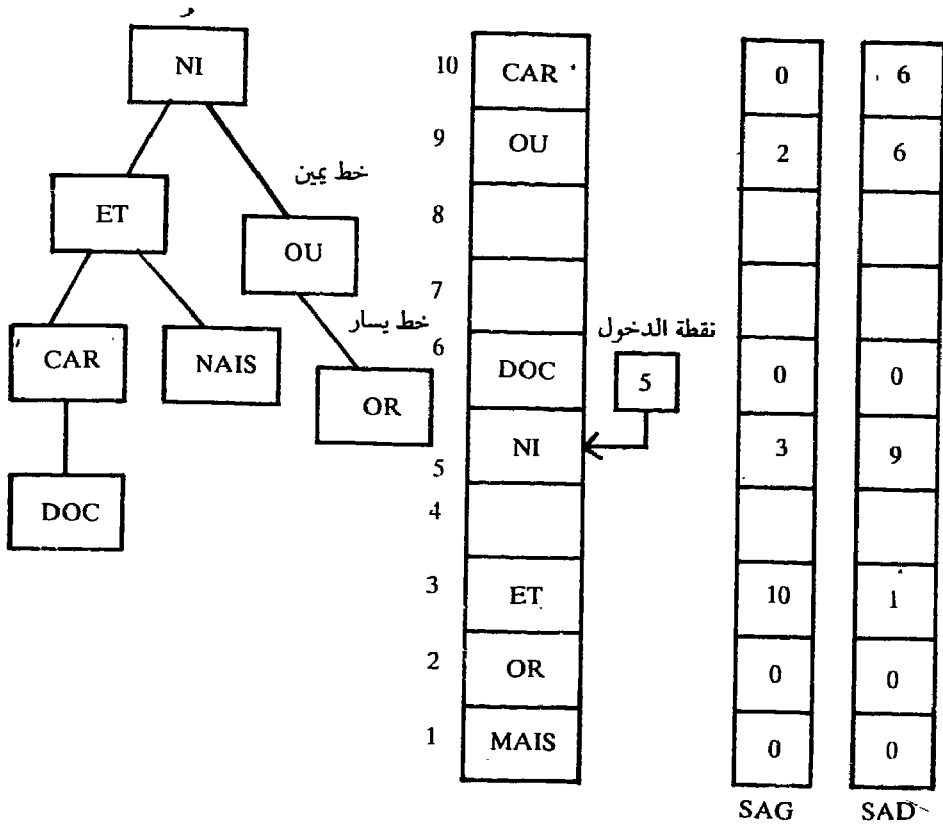 NI
خط يمين
ET
OU
خط يسار
CAR
NAIS
OR
DOC
10 CAR 0 6
9 OU 2 6
8
7
نقطة الدخول
6 DOC 5 0 0
5 NI 3 9
4
3 ET 10 1
2 OR 0 0
1 MAIS 0 0
SAG SAD